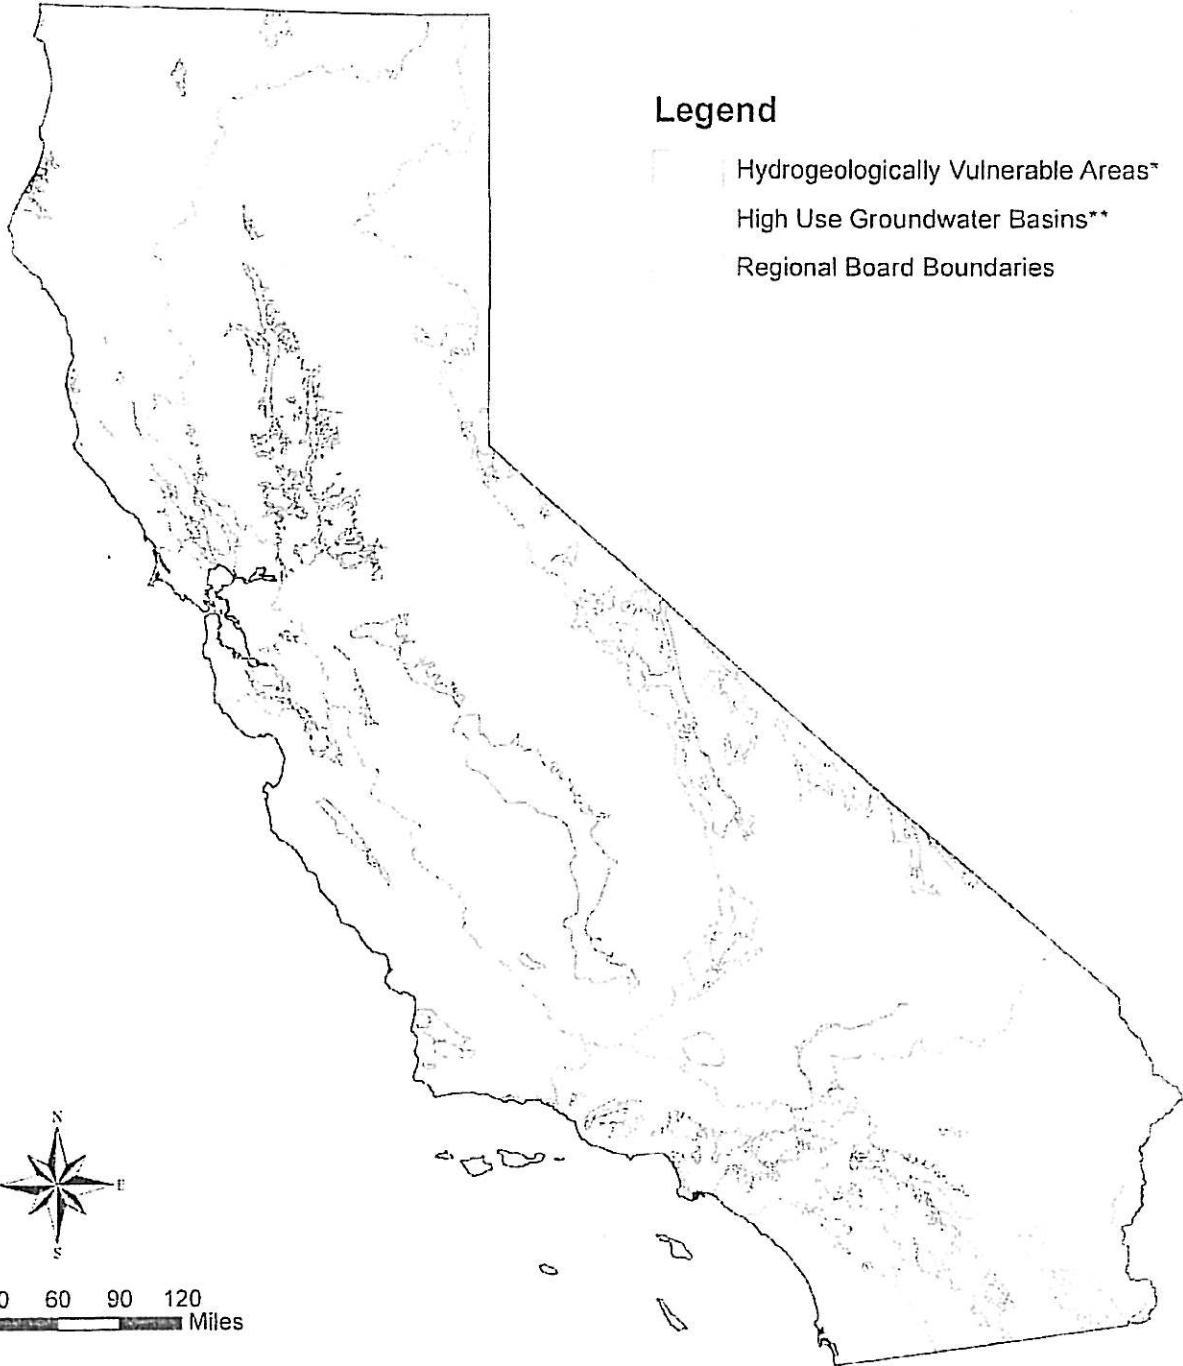 Legend
Hydrogeologically Vulnerable Areas*
High Use Groundwater Basins**
Regional Board Boundaries
N
E
S
0 60 90 120
Miles